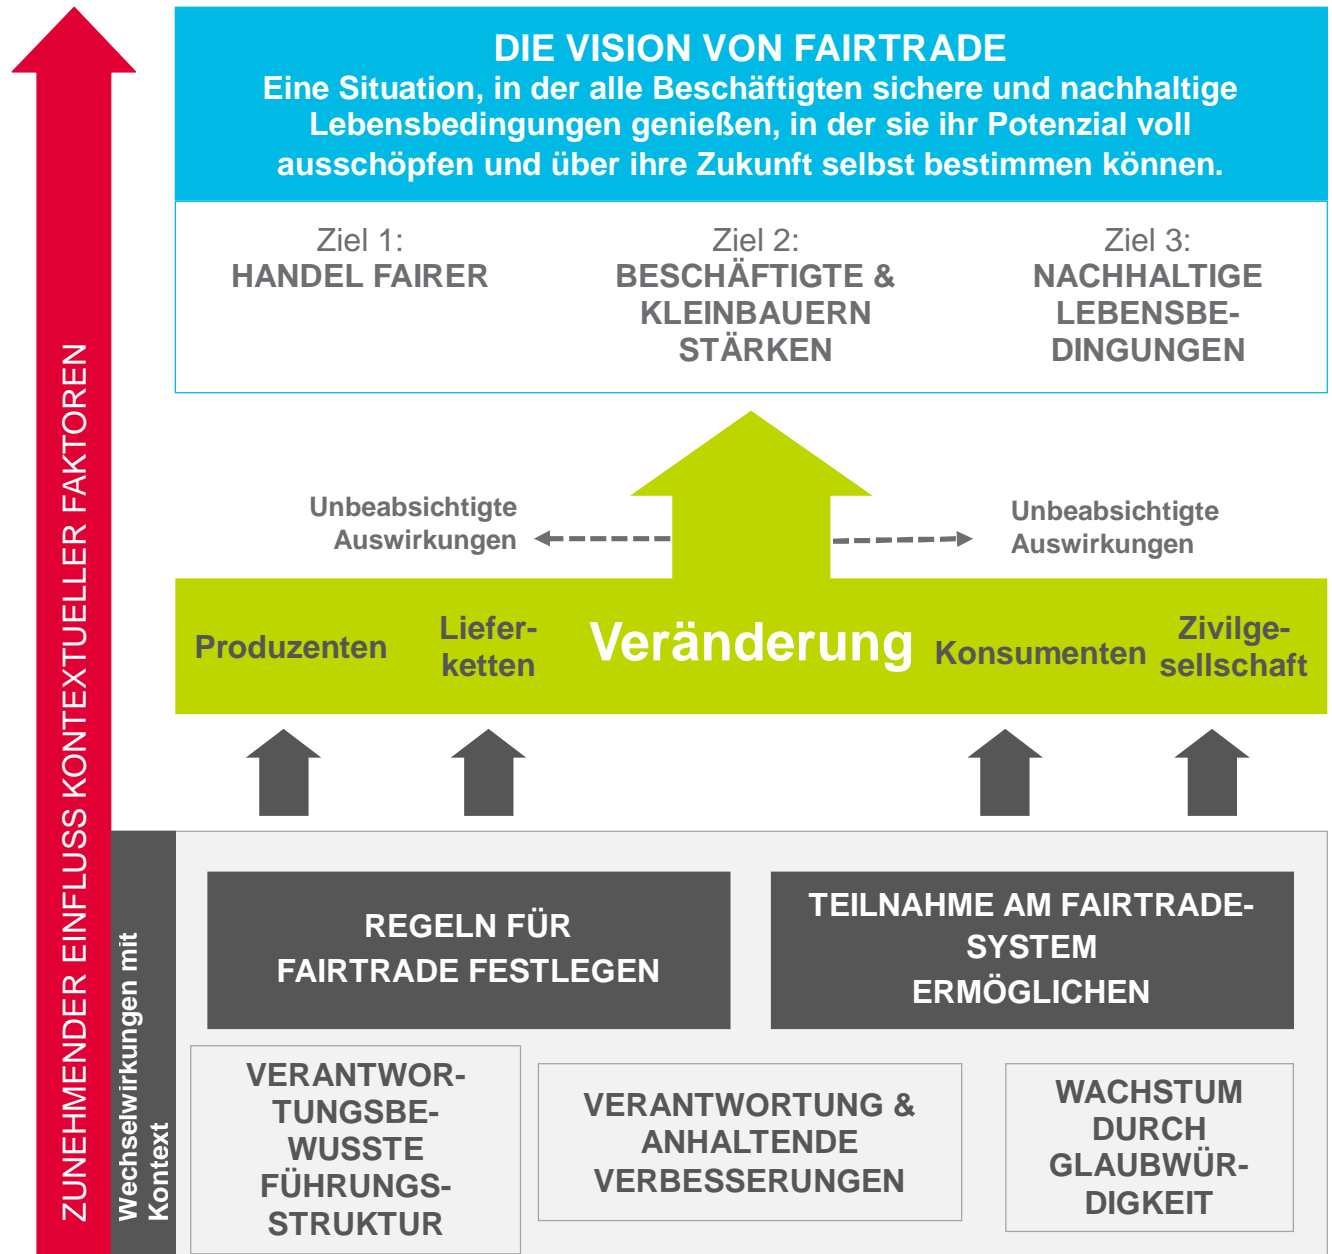 DIE VISION VON FAIRTRADE
Eine Situation, in der alle Beschäftigten sichere und nachhaltige
Lebensbedingungen genießen, in der sie ihr Potenzial voll
ausschöpfen und über ihre Zukunft selbst bestimmen können.
Ziel 1:
HANDEL FAIRER
Ziel 2:
BESCHÄFTIGTE &
KLEINBAUERN
STÄRKEN
Ziel 3:
NACHHALTIGE
LEBENSBE-
DINGUNGEN
ZUNEHMENDER EINFLUSS KONTEXTUELLER FAKTOREN
Unbeabsichtigte
Auswirkungen
Unbeabsichtigte
Auswirkungen
Produzenten
Liefer-
ketten
Veränderung
Konsumenten
Zivilge-
sellschaft
Wechselwirkungen mit
Kontext
REGELN FÜR
FAIRTRADE FESTLEGEN
TEILNAHME AM FAIRTRADE-
SYSTEM
ERMÖGLICHEN
VERANTWOR-
TUNGSBE-
WUSSTE
FÜHRUNGS-
STRUKTUR
VERANTWORTUNG &
ANHALTENDE
VERBESSERUNGEN
WACHSTUM
DURCH
GLAUBWÜR-
DIGKEIT